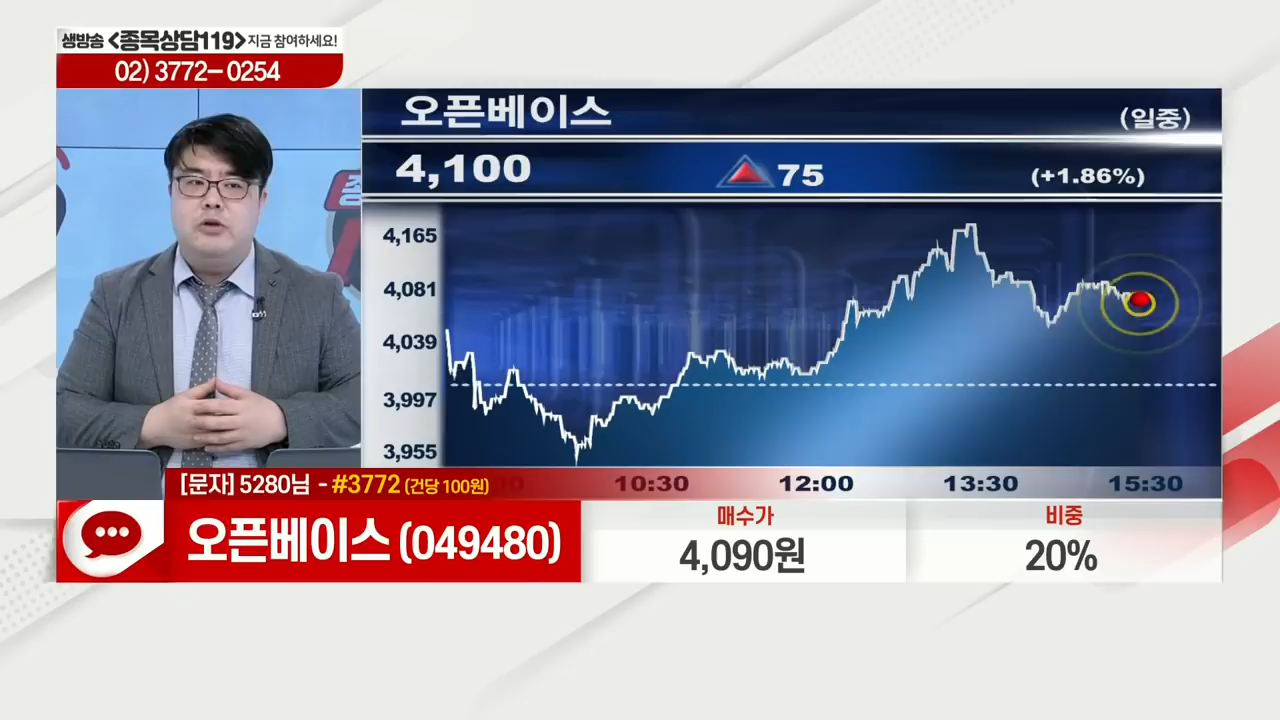 생방송 <종목상담119> 지금 참여하세요!
02) 3772-0254
오픈베이스
(일중)
4,100
75
(+1.86%)
4,165
4,081
4,039
3,997
3,955
10:30
12:00
13:30
15:30
[문자] 5280님 - #3772 (건당 100원)
오픈베이스 (049480)
매수가
4,090원
비중
20%